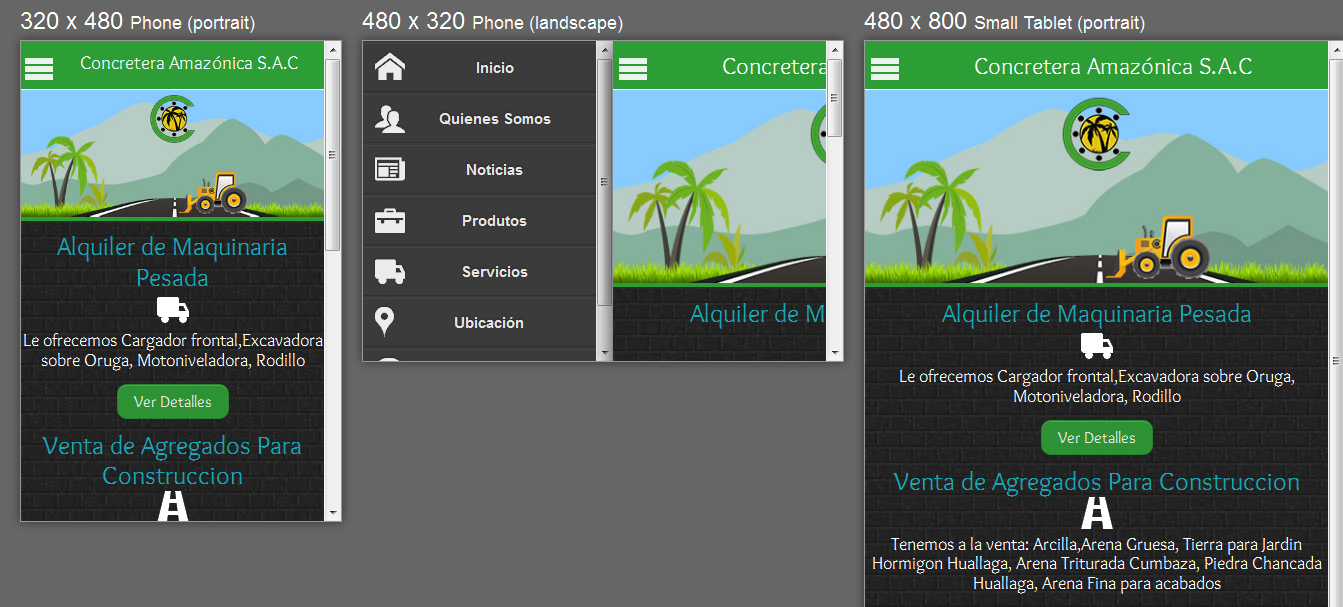 320 x 480 Phone (portrait)
Concretera Amazónica S.A.C
Alquiler de Maquinaria
Pesada
Le ofrecemos Cargador frontal,Excavadora
sobre Oruga, Motoniveladora, Rodillo
Ver Detalles
Venta de Agregados Para
Construccion
480 x 320 Phone (landscape)
Inicio
Quienes Somos
Noticias
Produtos
Servicios
Ubicación
Concretera
Alquiler de M
480 x 800 Small Tablet (portrait)
Concretera Amazónica S.A.C
Alquiler de Maquinaria Pesada
Le ofrecemos Cargador frontal,Excavadora sobre Oruga,
Motoniveladora, Rodillo
Ver Detalles
Venta de Agregados Para Construccion
Tenemos a la venta: Arcilla,Arena Gruesa, Tierra para Jardin
Hormigon Huallaga, Arena Triturada Cumbaza, Piedra Chancada
Huallaga, Arena Fina para acabados